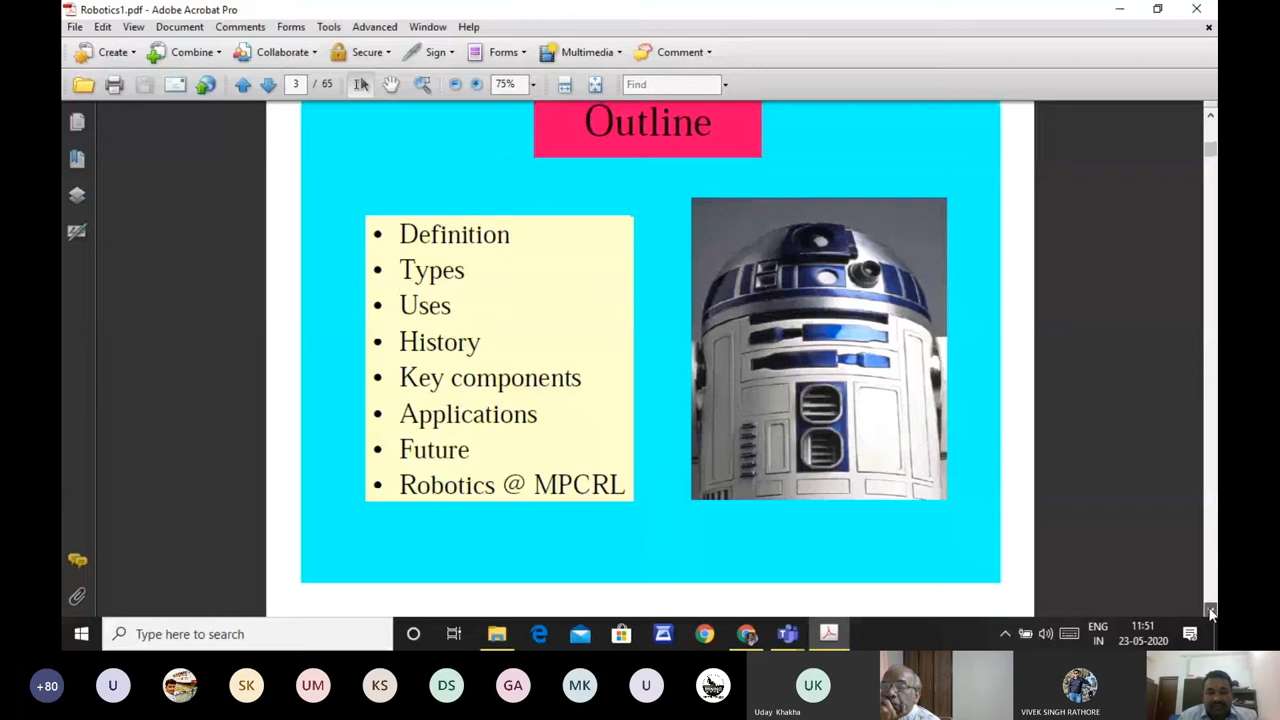 Robotics1.pdf - Adobe Acrobat Pro
File Edit View Document Comments Forms Tools Advanced Window Help
Create Combine Collaborate Secure Sign Forms Multimedia Comment
3 / 65 75% Find
Outline
• Definition
• Types
• Uses
• History
• Key components
• Applications
• Future
• Robotics @ MPCRL
Type here to search
ENG
IN
11:51
23-05-2020
+80 U SK UM KS DS GA MK U UK
Uday Khakha
VIVEK SINGH RATHORE